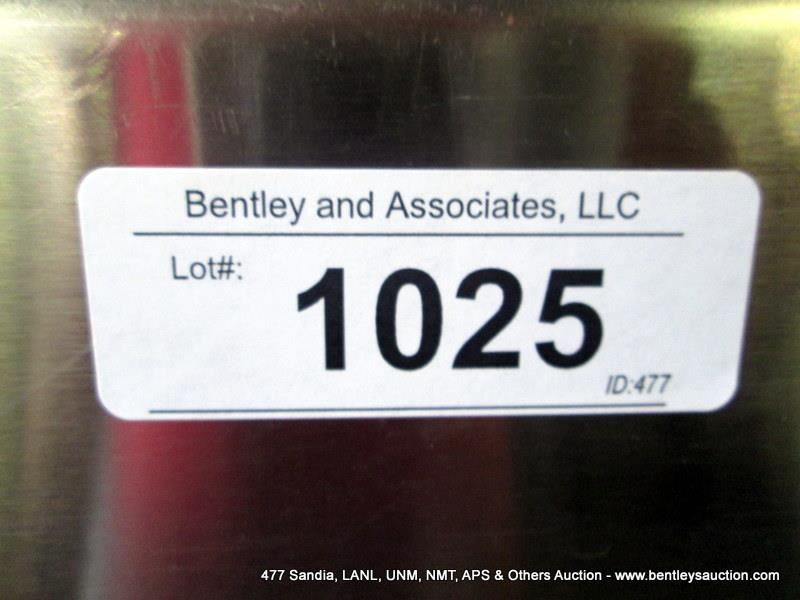 Bentley and Associates, LLC
Lot#:
1025
ID:477
477 Sandia, LANL, UNM, NMT, APS & Others Auction - www.bentleysauction.com